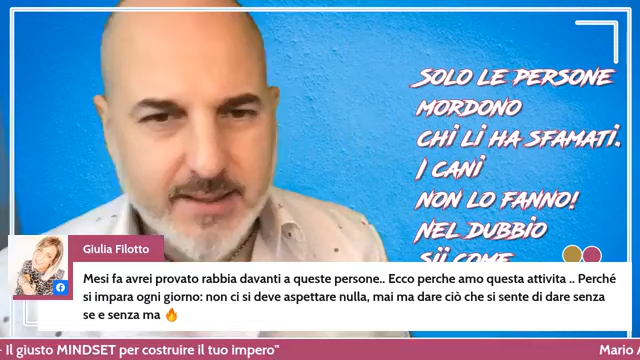 SOLO LE PERSONE
MORDONO
CHI LI HA SFAMATI.
I CANI
NON LO FANNO!
NEL DUBBIO
SII COME
Giulia Filotto
Mesi fa avrei provato rabbia davanti a queste persone.. Ecco perche amo questa attivita .. Perché
si impara ogni giorno: non ci si deve aspettare nulla, mai ma dare ciò che si sente di dare senza
se e senza ma 🔥
- Il giusto MINDSET per costruire il tuo impero"
Mario A